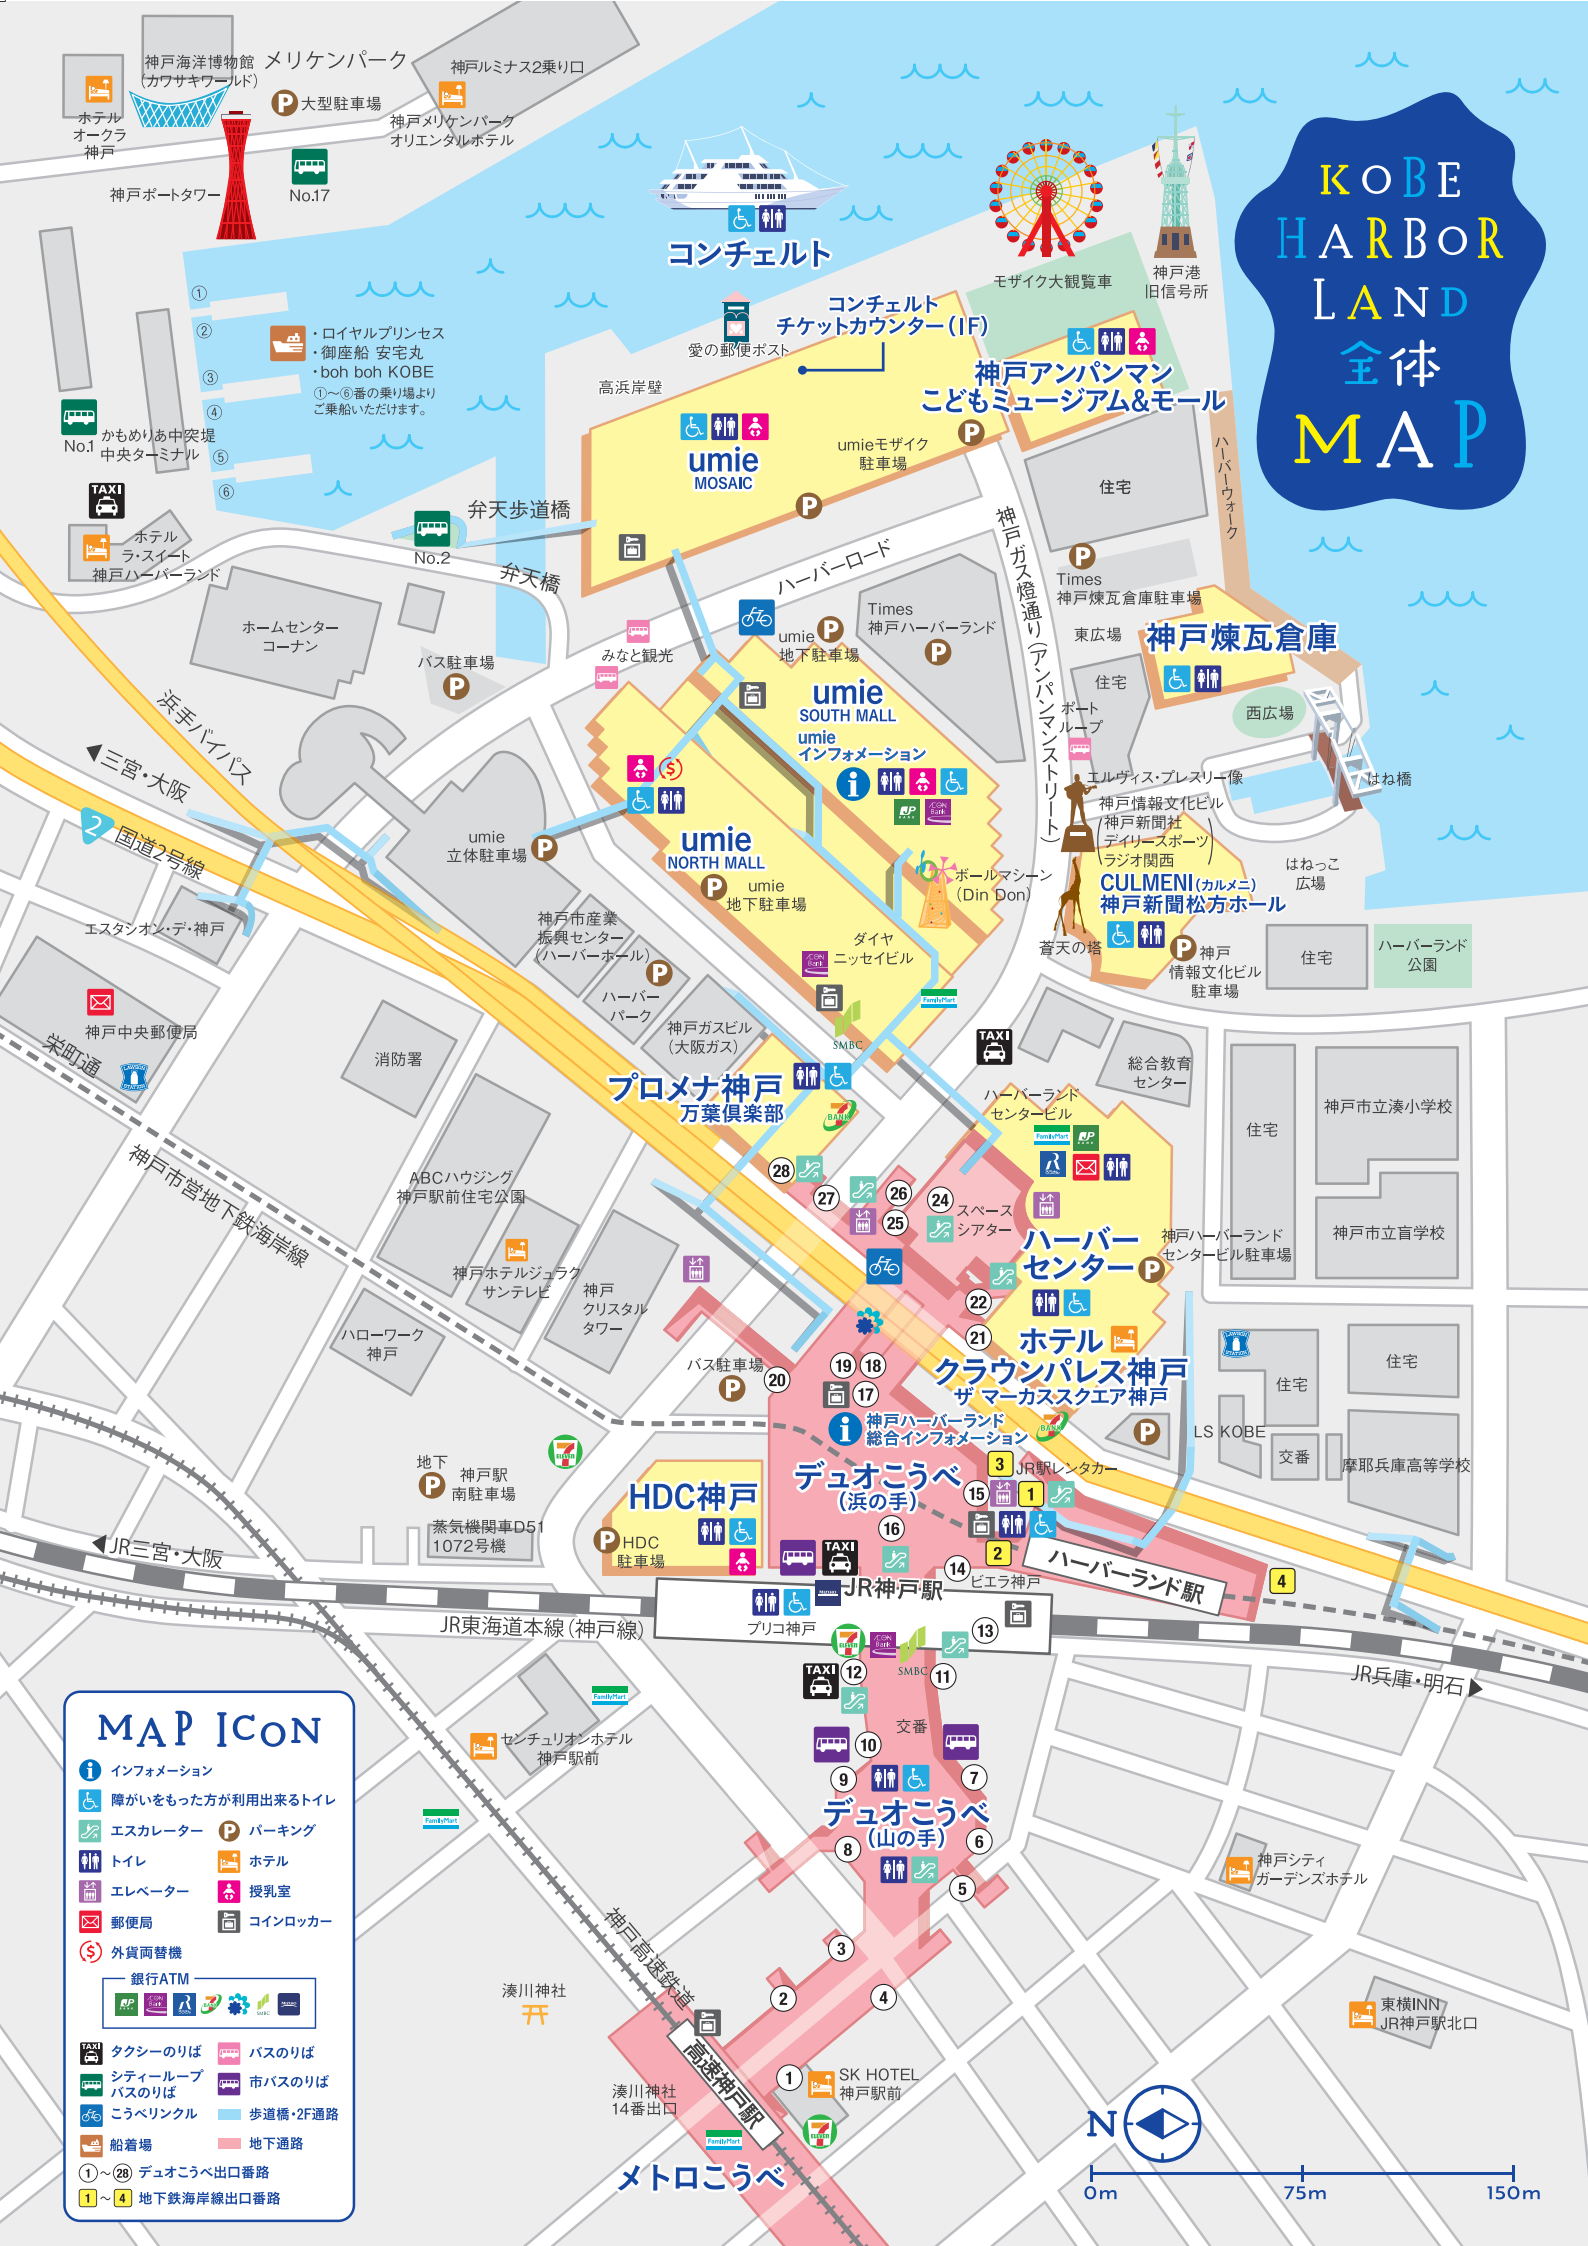 KOBE
HARBOR
LAND
全体
MAP
神戸海洋博物館
(カワサキワールド)
メリケンパーク
神戸ルミナス2乗り口
ホテル
オークラ
神戸
P 大型駐車場
神戸メリケンパーク
オリエンタルホテル
神戸ポートタワー
No.17
コンチェルト
モザイク大観覧車
神戸港
旧信号所
①
②
③
④
⑤
⑥
・ロイヤルプリンセス
・御座船 安宅丸
・boh boh KOBE
①〜⑥番の乗り場より
ご乗船いただけます。
愛の郵便ポスト
コンチェルト
チケットカウンター(1F)
高浜岸壁
神戸アンパンマン
こどもミュージアム&モール
umie
MOSAIC
umieモザイク
駐車場
P
P
住宅
ハーバーウォーク
No.1
かもめりあ中突堤
中央ターミナル
TAXI
ホテル
ラ・スイート
神戸ハーバーランド
弁天歩道橋
No.2
弁天橋
ハーバーロード
神戸ガス燈通り(アンパンマンストリート)
P
Times
神戸煉瓦倉庫駐車場
東広場
神戸煉瓦倉庫
住宅
西広場
ポート
ループ
はね橋
ホームセンター
コーナン
バス駐車場
P
みなと観光
umie
地下駐車場
P
Times
神戸ハーバーランド
P
umie
SOUTH MALL
umie
インフォメーション
浜手バイパス
三宮・大阪
2
国道2号線
umie
立体駐車場
P
umie
NORTH MALL
P
umie
地下駐車場
ボールマシーン
(Din Don)
エルヴィス・プレスリー像
神戸情報文化ビル
神戸新聞社
デイリースポーツ
ラジオ関西
CULMENI(カルメニ)
神戸新聞松方ホール
はねっこ
広場
蒼天の塔
P
神戸
情報文化ビル
駐車場
住宅
ハーバーランド
公園
エスタシオン・デ・神戸
神戸市産業
振興センター
(ハーバーホール)
P
ハーバー
パーク
神戸ガスビル
(大阪ガス)
ダイヤ
ニッセイビル
FamilyMart
SMBC
神戸中央郵便局
栄町通
消防署
TAXI
総合教育
センター
プロメナ神戸
万葉倶楽部
ハーバーランド
センタービル
FamilyMart
住宅
神戸市立湊小学校
神戸市立盲学校
神戸市営地下鉄海岸線
ABCハウジング
神戸駅前住宅公園
28
27
26
25
24
スペース
シアター
ハーバー
センター
神戸ハーバーランド
センタービル駐車場
P
22
21
神戸ホテルジュラク
サンテレビ
神戸
クリスタル
タワー
ハローワーク
神戸
ホテル
クラウンパレス神戸
ザ マーカススクエア神戸
バス駐車場
P
20
19
18
17
神戸ハーバーランド
総合インフォメーション
P
LS KOBE
住宅
住宅
交番
摩耶兵庫高等学校
地下
P
神戸駅
南駐車場
HDC神戸
デュオこうべ
(浜の手)
3
JR駅レンタカー
15
1
16
2
14
ビエラ神戸
蒸気機関車D51
1072号機
P
HDC
駐車場
TAXI
JR神戸駅
ハーバーランド駅
4
JR三宮・大阪
JR東海道本線(神戸線)
プリコ神戸
13
SMBC
TAXI
12
11
JR兵庫・明石
FamilyMart
センチュリオンホテル
神戸駅前
交番
10
9
7
FamilyMart
デュオこうべ
(山の手)
8
6
5
神戸シティ
ガーデンズホテル
神戸高速鉄道
3
2
4
湊川神社
東横INN
JR神戸駅北口
高速神戸駅
1
SK HOTEL
神戸駅前
湊川神社
14番出口
FamilyMart
メトロこうべ
N
0m
75m
150m
MAP ICON
インフォメーション
障がいをもった方が利用出来るトイレ
エスカレーター
P パーキング
トイレ
ホテル
エレベーター
授乳室
郵便局
コインロッカー
外貨両替機
銀行ATM
TAXI タクシーのりば
バスのりば
シティーループ
バスのりば
市バスのりば
こうべリンクル
歩道橋・2F通路
船着場
地下通路
1〜28 デュオこうべ出口番路
1〜4 地下鉄海岸線出口番路